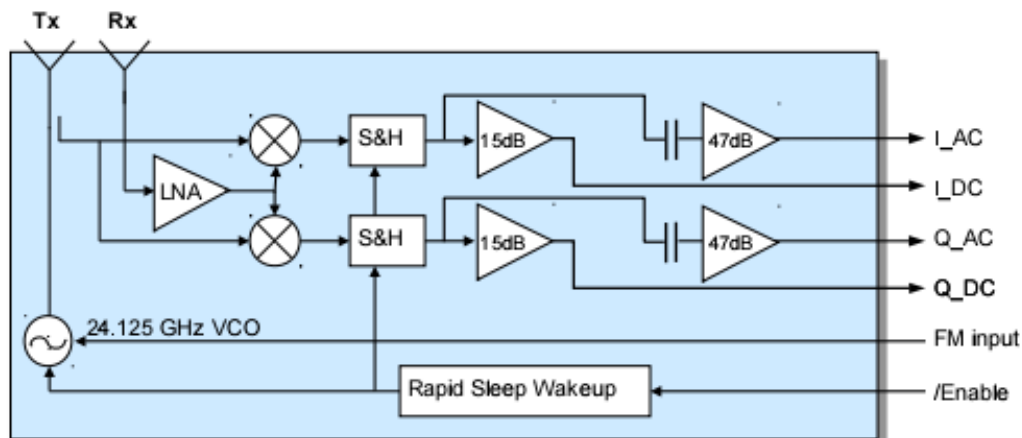 Tx Rx
S&H 15dB 47dB I_AC
LNA I_DC
S&H 15dB 47dB Q_AC
Q_DC
24.125 GHz VCO FM input
Rapid Sleep Wakeup /Enable